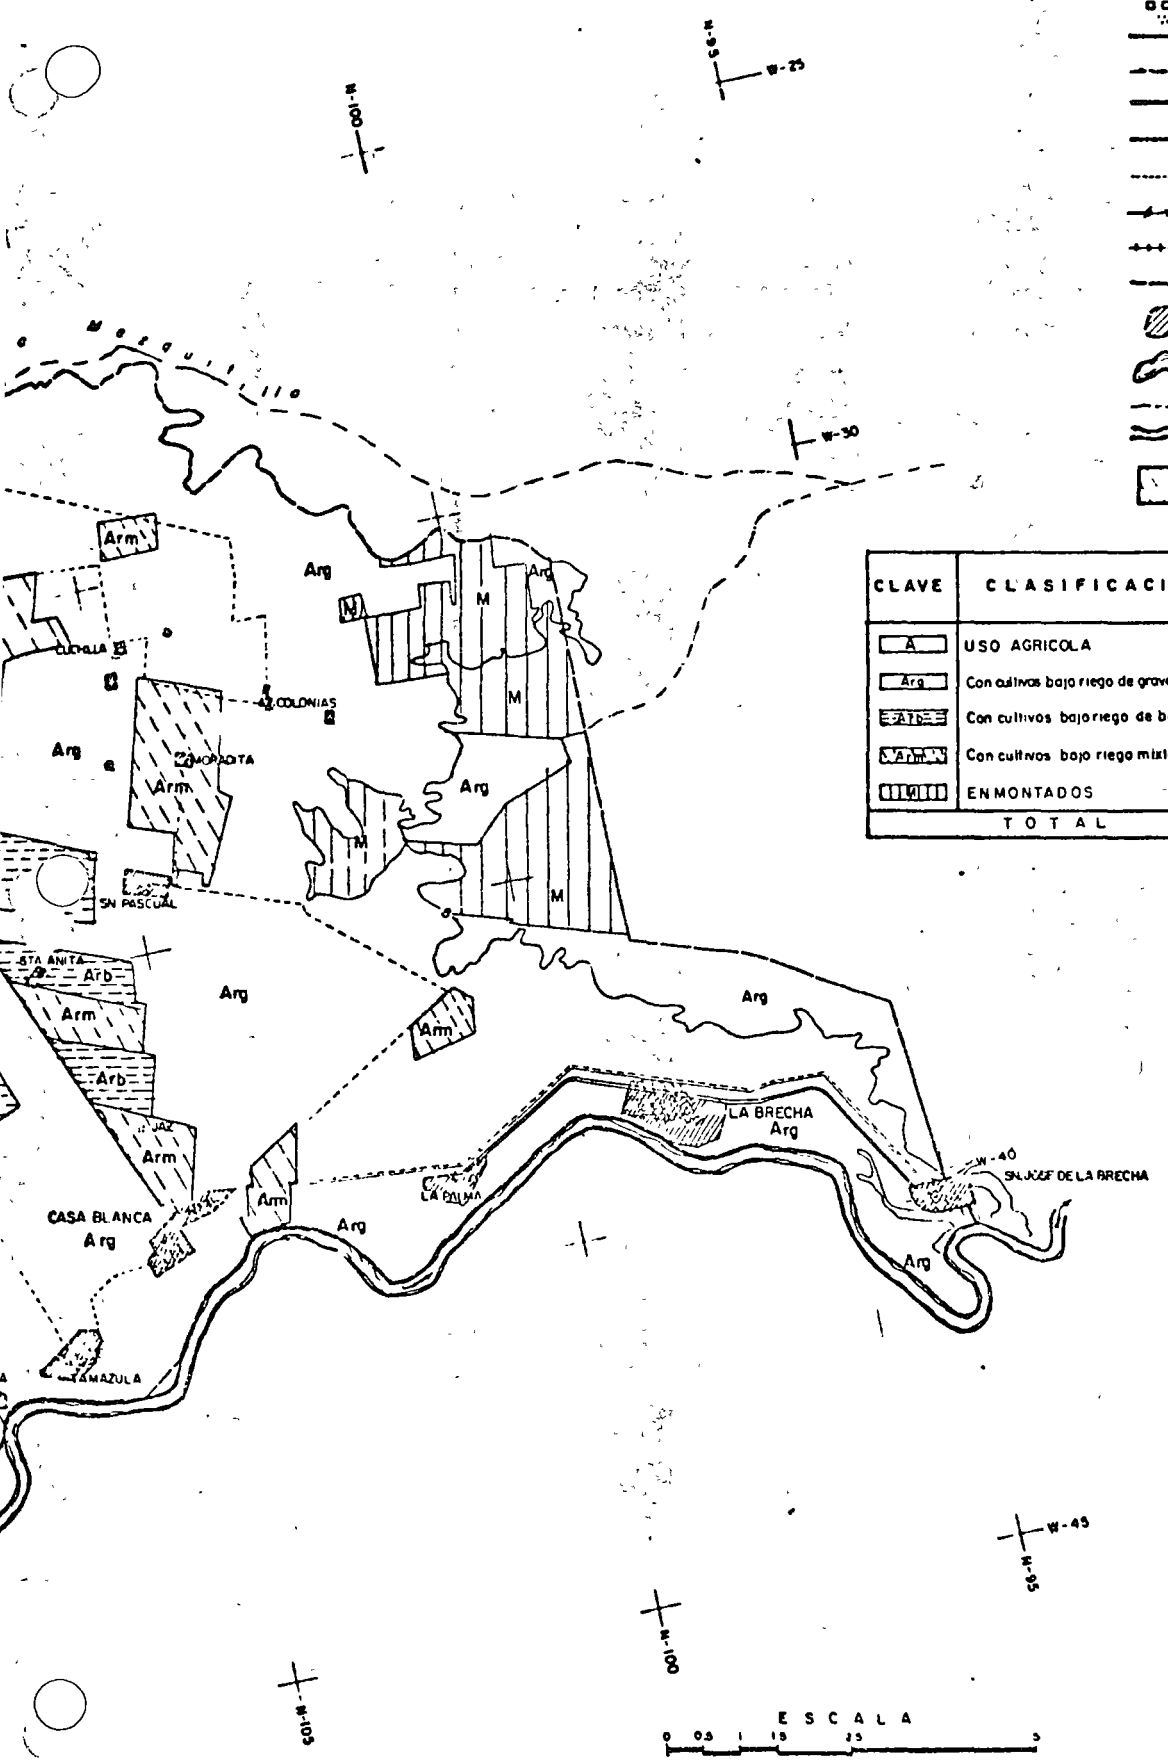 N-95
W-25
N-100
Mezquitillo
W-30
Arm
Arg
Arg
M
M
CUCHILLA
COLONIAS
M
Arg
MORADITA
Arm
Arg
M
M
SN PASCUAL
STA ANITA
Arb
Arg
Arg
Arm
Arm
Arb
LA BRECHA
Arg
Arm
W-40
SN. JOSE DE LA BRECHA
LA PALMA
Arm
CASA BLANCA
Arg
Arg
Arg
TAMAZULA
W-45
N-95
N-100
N-105
CLAVE CLASIFICACI
A USO AGRICOLA
Arg Con cultivos bajo riego de grave
Arb Con cultivos bajo riego de b
Arm Con cultivos bajo riego mixt
M ENMONTADOS
TOTAL
ESCALA
0 0.5 1 1.5 2.5 5